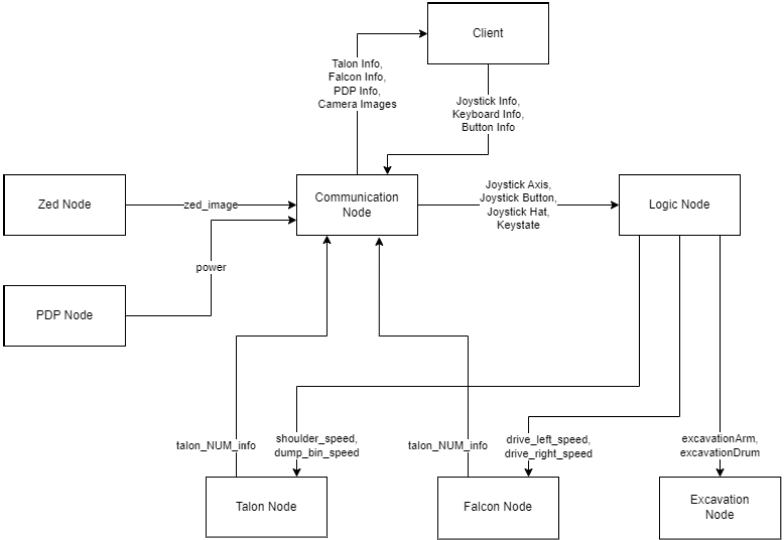 Client
Talon Info,
Falcon Info,
PDP Info,
Camera Images
Joystick Info,
Keyboard Info,
Button Info
Zed Node
zed_image
Communication
Node
Joystick Axis,
Joystick Button,
Joystick Hat,
Keystate
Logic Node
power
PDP Node
talon_NUM_info
shoulder_speed,
dump_bin_speed
talon_NUM_info
drive_left_speed,
drive_right_speed
excavationArm,
excavationDrum
Talon Node
Falcon Node
Excavation
Node